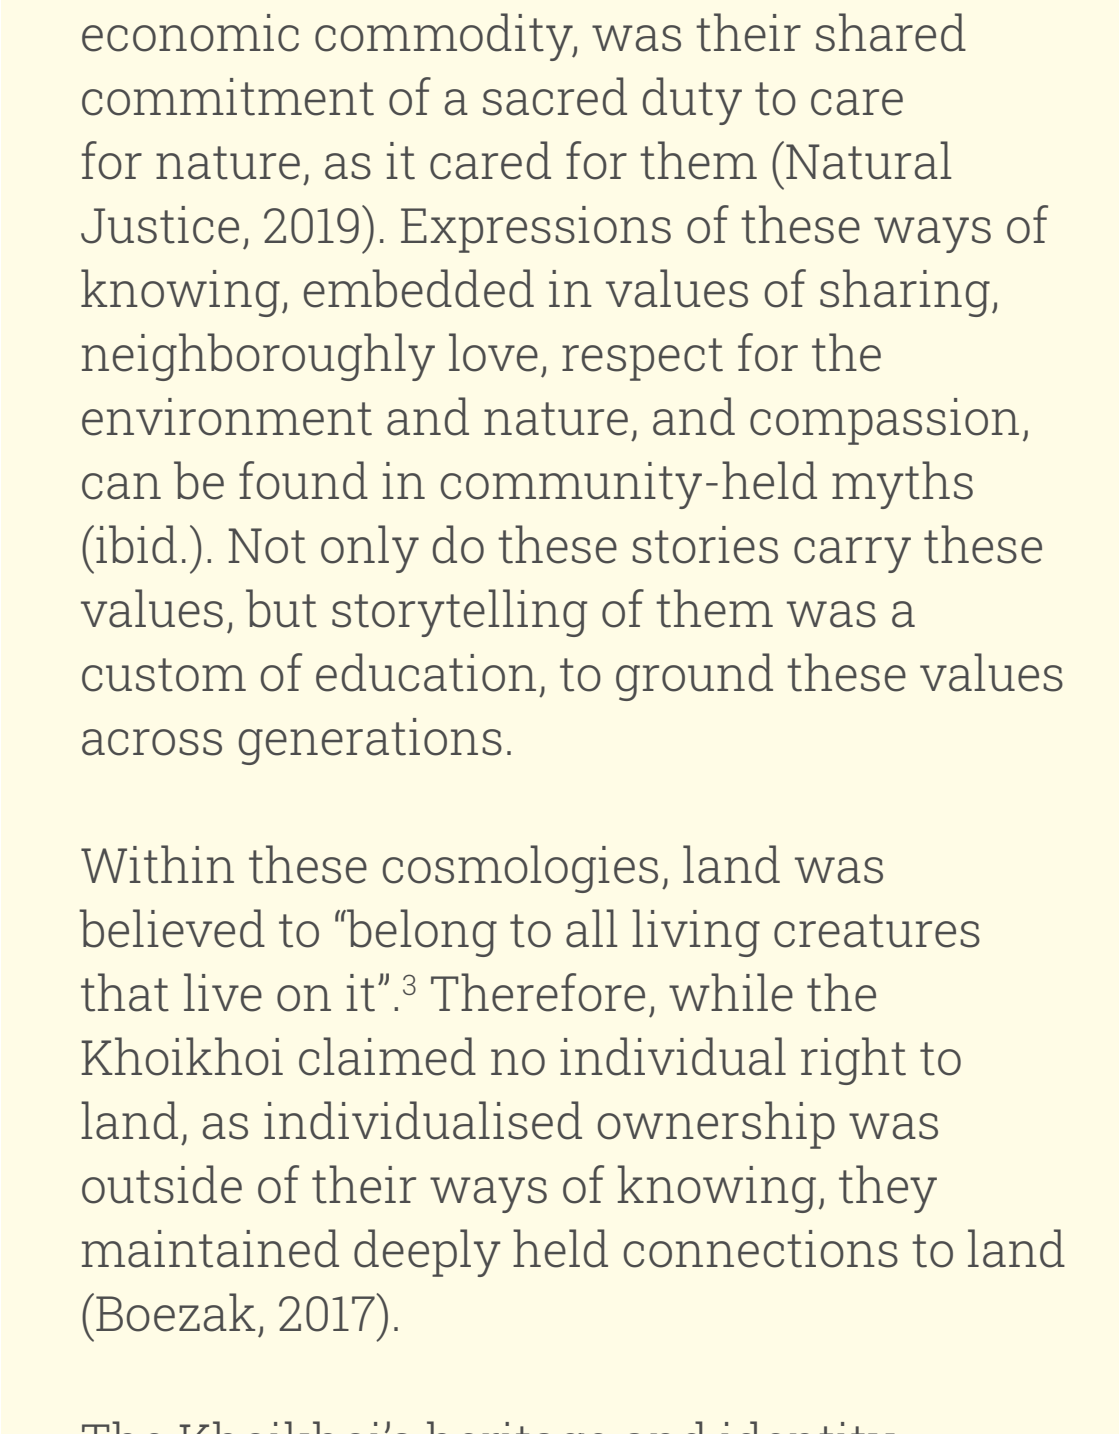 economic commodity, was their shared
commitment of a sacred duty to care
for nature, as it cared for them (Natural
Justice, 2019). Expressions of these ways of
knowing, embedded in values of sharing,
neighboroughly love, respect for the
environment and nature, and compassion,
can be found in community-held myths
(ibid.). Not only do these stories carry these
values, but storytelling of them was a
custom of education, to ground these values
across generations.
Within these cosmologies, land was
believed to “belong to all living creatures
that live on it”.³ Therefore, while the
Khoikhoi claimed no individual right to
land, as individualised ownership was
outside of their ways of knowing, they
maintained deeply held connections to land
(Boezak, 2017).
The Khoikhoi’s heritage and identity